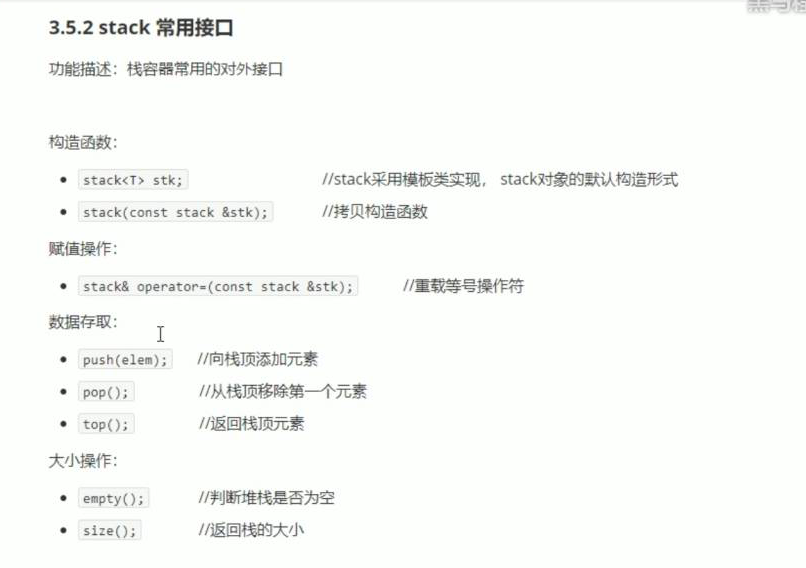 3.5.2 stack 常用接口
功能描述：栈容器常用的对外接口
构造函数：
stack<T> stk; //stack采用模板类实现， stack对象的默认构造形式
stack(const stack &stk); //拷贝构造函数
赋值操作：
stack& operator=(const stack &stk); //重载等号操作符
数据存取：
push(elem); //向栈顶添加元素
pop(); //从栈顶移除第一个元素
top(); //返回栈顶元素
大小操作：
empty(); //判断堆栈是否为空
size(); //返回栈的大小